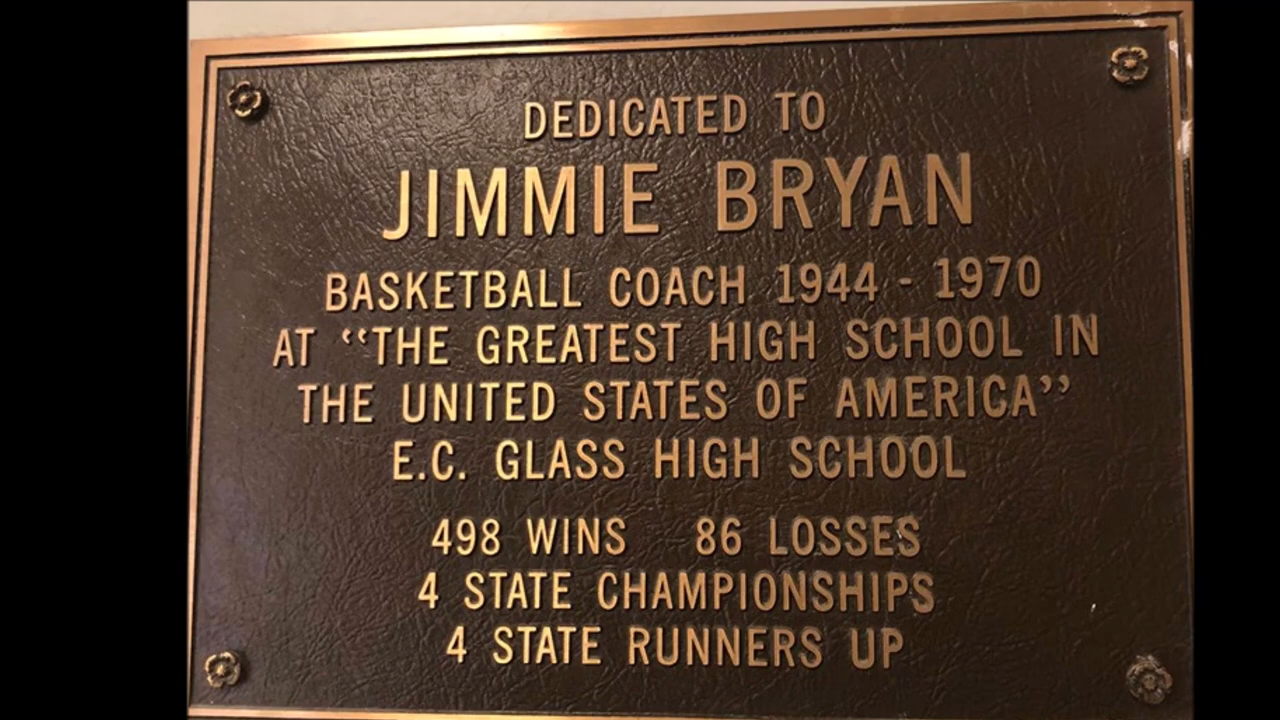 DEDICATED TO
JIMMIE BRYAN
BASKETBALL COACH 1944 - 1970
AT “THE GREATEST HIGH SCHOOL IN
THE UNITED STATES OF AMERICA”
E.C. GLASS HIGH SCHOOL
498 WINS 86 LOSSES
4 STATE CHAMPIONSHIPS
4 STATE RUNNERS UP